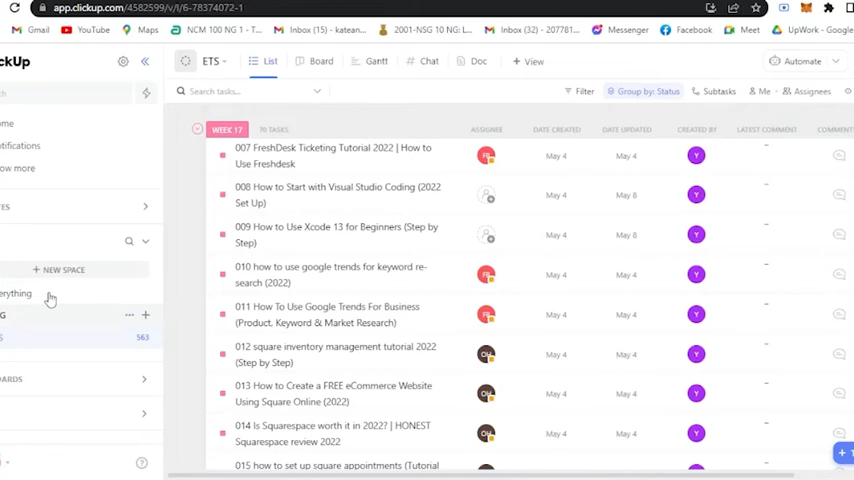 app.clickup.com/4582599/v/l/6-78374072-1
Gmail
YouTube
Maps
NCM 100 NG 1 - T...
Inbox (15) - katean...
2001-NSG 10 NG: L...
Inbox (32) - 207781...
Messenger
Facebook
Meet
UpWork - Google
ckUp
ch
ome
otifications
ow more
TES
+ NEW SPACE
erything
G
S
563
OARDS
ETS
List
Board
Gantt
Chat
Doc
+ View
Automate
Search tasks...
Filter
Group by: Status
Subtasks
Me
Assignees
WEEK 17
70 TASKS
ASSIGNEE
DATE CREATED
DATE UPDATED
CREATED BY
LATEST COMMENT
COMMENT
007 FreshDesk Ticketing Tutorial 2022 | How to
Use Freshdesk
May 4
May 4
Y
008 How to Start with Visual Studio Coding (2022
Set Up)
May 4
May 8
Y
009 How to Use Xcode 13 for Beginners (Step by
Step)
May 4
May 8
Y
010 how to use google trends for keyword re-
search (2022)
May 4
May 4
Y
011 How To Use Google Trends For Business
(Product, Keyword & Market Research)
May 4
May 4
Y
012 square inventory management tutorial 2022
(Step by Step)
OH
May 4
May 4
Y
013 How to Create a FREE eCommerce Website
Using Square Online (2022)
OH
May 4
May 4
Y
014 Is Squarespace worth it in 2022? | HONEST
Squarespace review 2022
OH
May 4
May 4
Y
015 how to set up square appointments (Tutorial
+ T